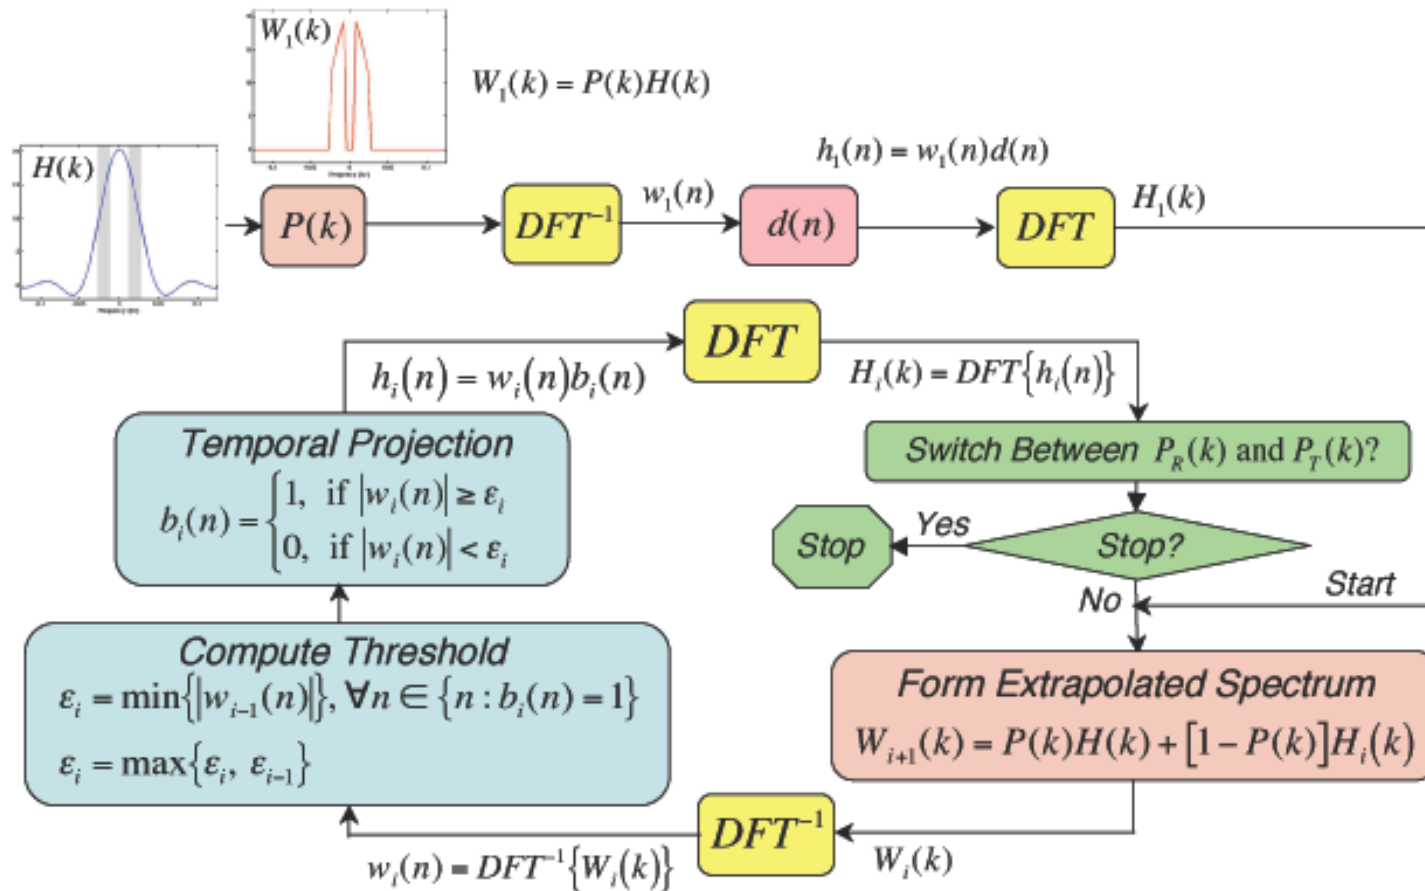 W₁(k)
W₁(k) = P(k)H(k)
H(k)
h₁(n) = w₁(n)d(n)
P(k)
DFT⁻¹
w₁(n)
d(n)
DFT
H₁(k)
DFT
hᵢ(n) = wᵢ(n)bᵢ(n)
Hᵢ(k) = DFT{hᵢ(n)}
Temporal Projection
bᵢ(n) = {1, if |wᵢ(n)| ≥ εᵢ
0, if |wᵢ(n)| < εᵢ
Switch Between P_R(k) and P_T(k)?
Stop
Yes
Stop?
No
Start
Compute Threshold
εᵢ = min{|wᵢ₋₁(n)|}, ∀n ∈ {n : bᵢ(n) = 1}
εᵢ = max{εᵢ, εᵢ₋₁}
Form Extrapolated Spectrum
Wᵢ₊₁(k) = P(k)H(k) + [1 − P(k)]Hᵢ(k)
DFT⁻¹
wᵢ(n) = DFT⁻¹{Wᵢ(k)}
Wᵢ(k)